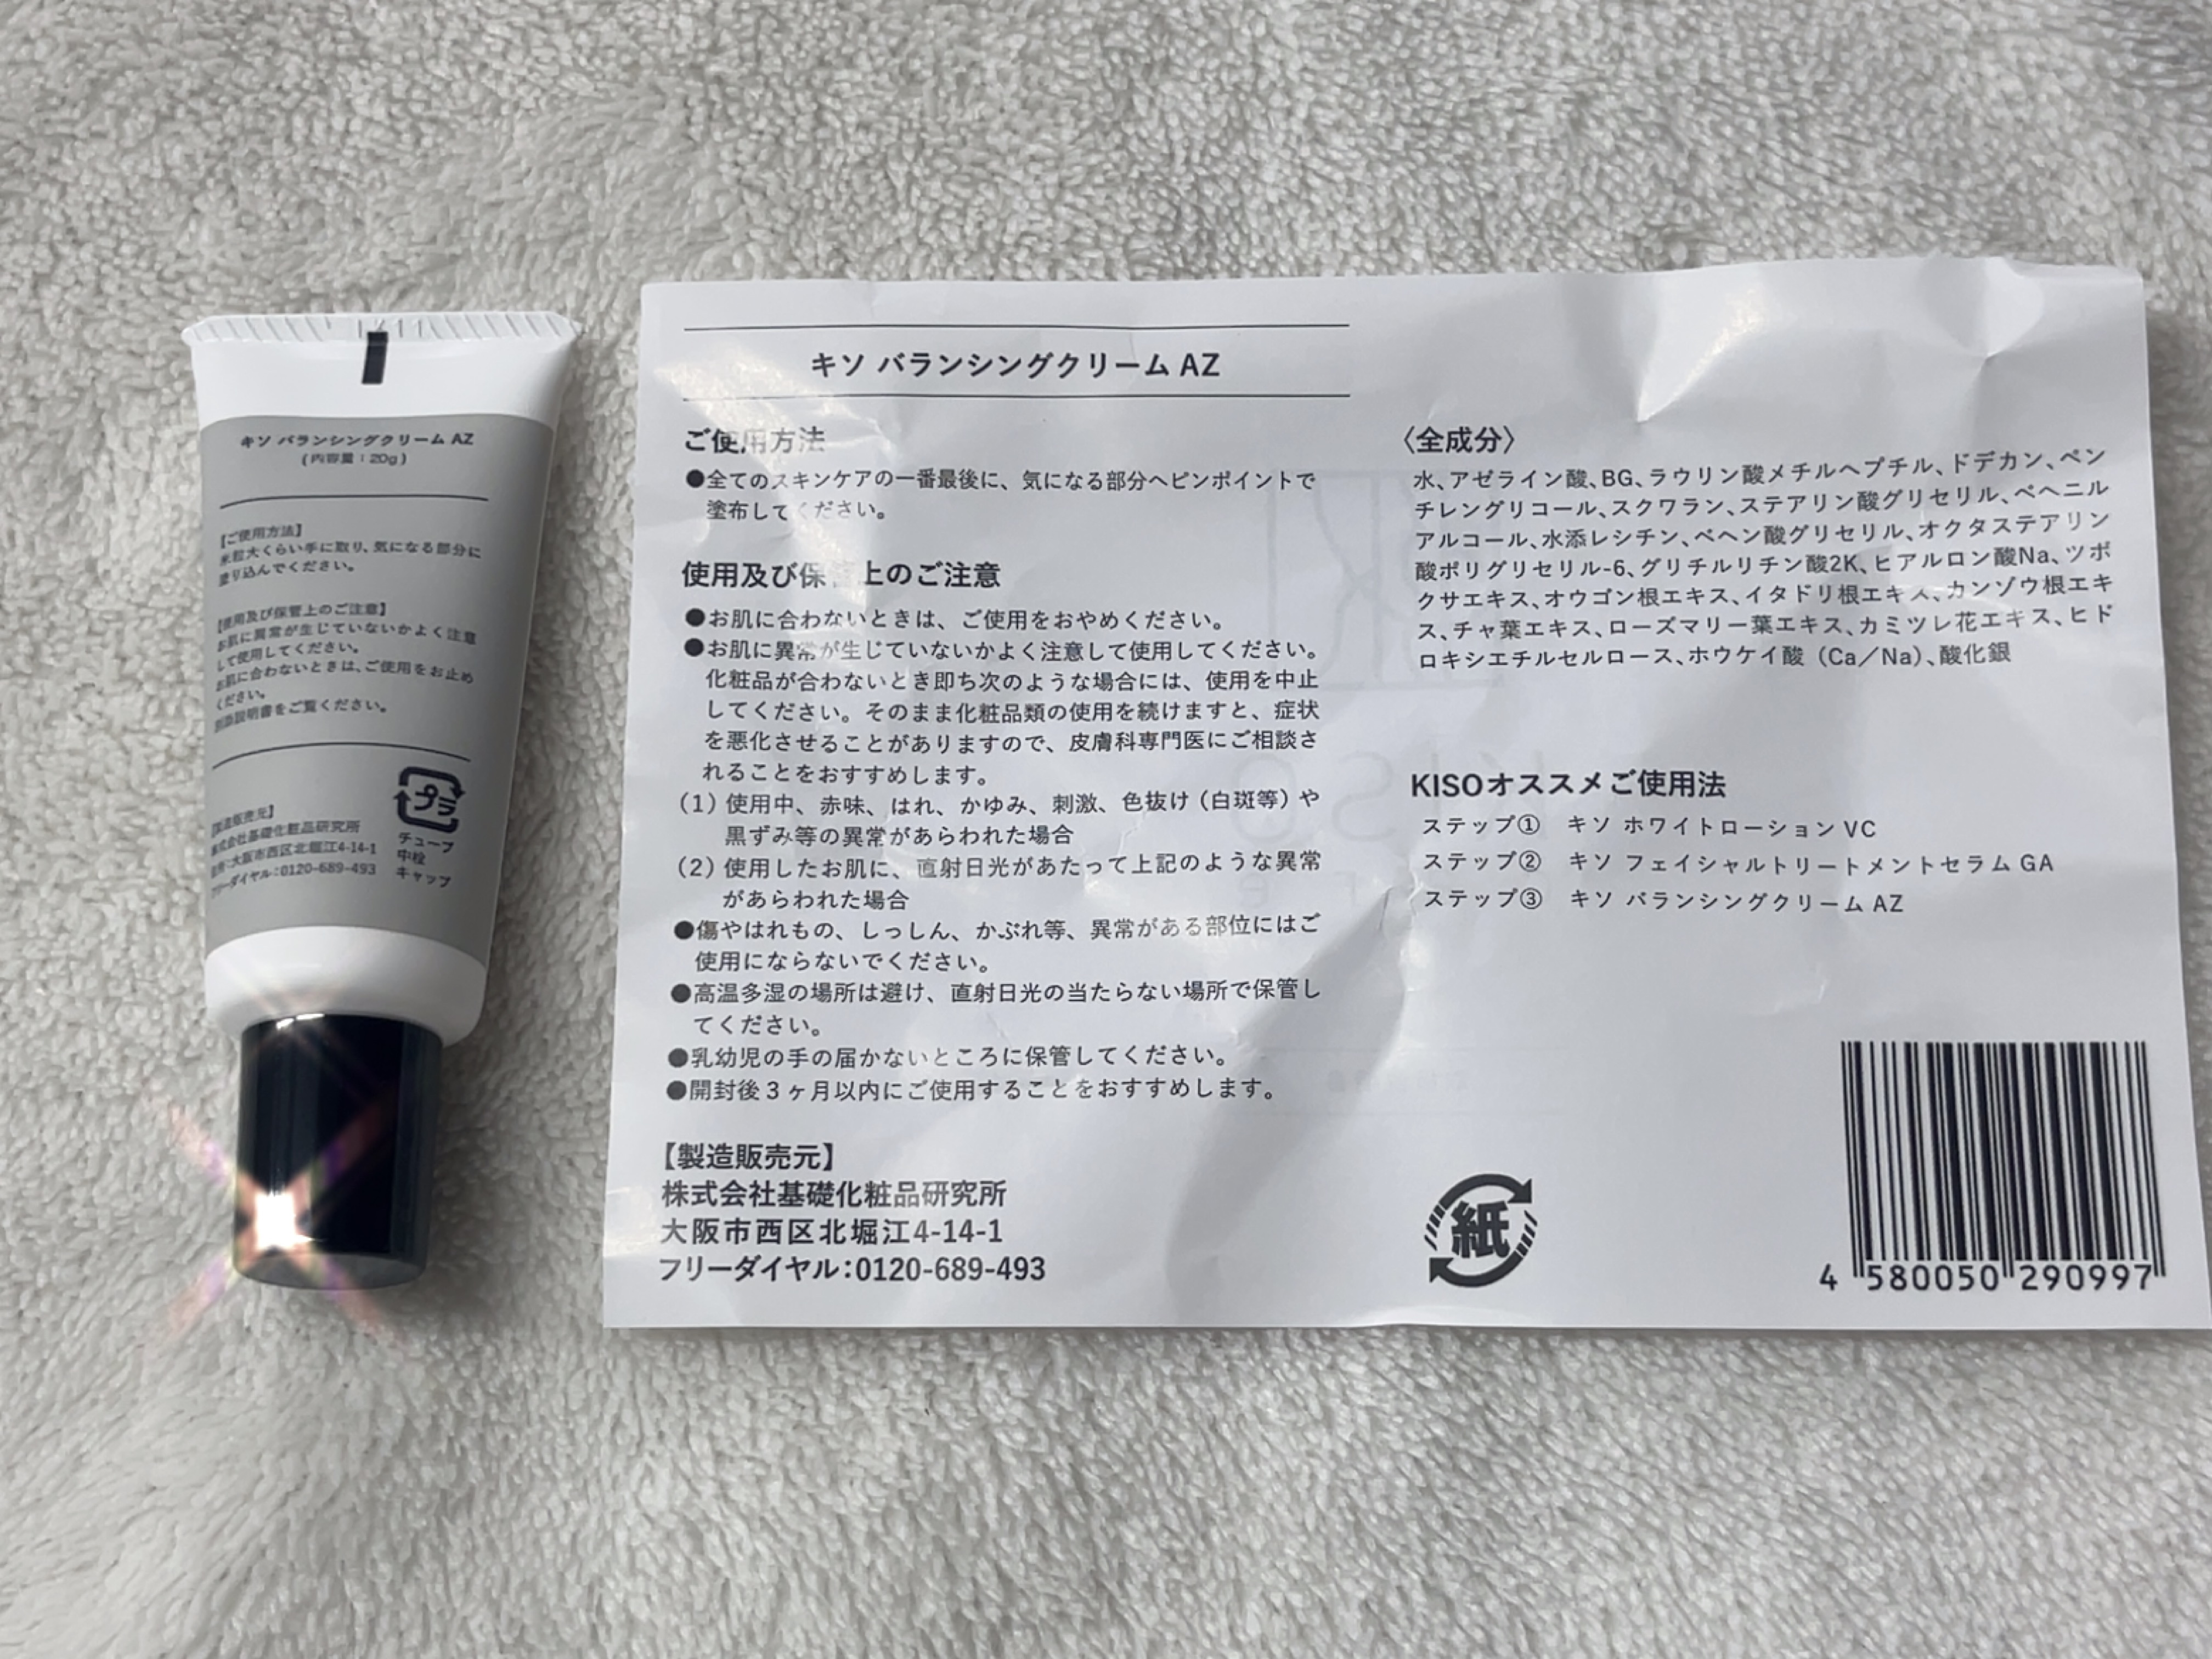 キソ バランシングクリーム AZ
(内容量：20g)
【ご使用方法】
米粒大くらい手に取り、気になる部分に
塗り込んでください。
【使用及び保管上のご注意】
お肌に異常が生じていないかよく注意
して使用してください。
お肌に合わないときは、ご使用をお止め
ください。
別添説明書をご覧ください。
【製造販売元】
株式会社基礎化粧品研究所
住所：大阪市西区北堀江4-14-1
フリーダイヤル：0120-689-493
プラ
チューブ
中栓
キャップ
キソ バランシングクリーム AZ
ご使用方法
●全てのスキンケアの一番最後に、気になる部分へピンポイントで
塗布してください。
使用及び保管上のご注意
●お肌に合わないときは、ご使用をおやめください。
●お肌に異常が生じていないかよく注意して使用してください。
化粧品が合わないとき即ち次のような場合には、使用を中止
してください。そのまま化粧品類の使用を続けますと、症状
を悪化させることがありますので、皮膚科専門医にご相談さ
れることをおすすめします。
（1）使用中、赤味、はれ、かゆみ、刺激、色抜け（白斑等）や
黒ずみ等の異常があらわれた場合
（2）使用したお肌に、直射日光があたって上記のような異常
があらわれた場合
●傷やはれもの、しっしん、かぶれ等、異常がある部位にはご
使用にならないでください。
●高温多湿の場所は避け、直射日光の当たらない場所で保管し
てください。
●乳幼児の手の届かないところに保管してください。
●開封後3ヶ月以内にご使用することをおすすめします。
【製造販売元】
株式会社基礎化粧品研究所
大阪市西区北堀江4-14-1
フリーダイヤル：0120-689-493
〈全成分〉
水、アゼライン酸、BG、ラウリン酸メチルヘプチル、ドデカン、ペン
チレングリコール、スクワラン、ステアリン酸グリセリル、ベヘニル
アルコール、水添レシチン、ベヘン酸グリセリル、オクタステアリン
酸ポリグリセリル-6、グリチルリチン酸2K、ヒアルロン酸Na、ツボ
クサエキス、オウゴン根エキス、イタドリ根エキス、カンゾウ根エキ
ス、チャ葉エキス、ローズマリー葉エキス、カミツレ花エキス、ヒド
ロキシエチルセルロース、ホウケイ酸（Ca／Na）、酸化銀
KISOオススメご使用法
ステップ① キソ ホワイトローション VC
ステップ② キソ フェイシャルトリートメントセラム GA
ステップ③ キソ バランシングクリーム AZ
紙
4 580050 290997